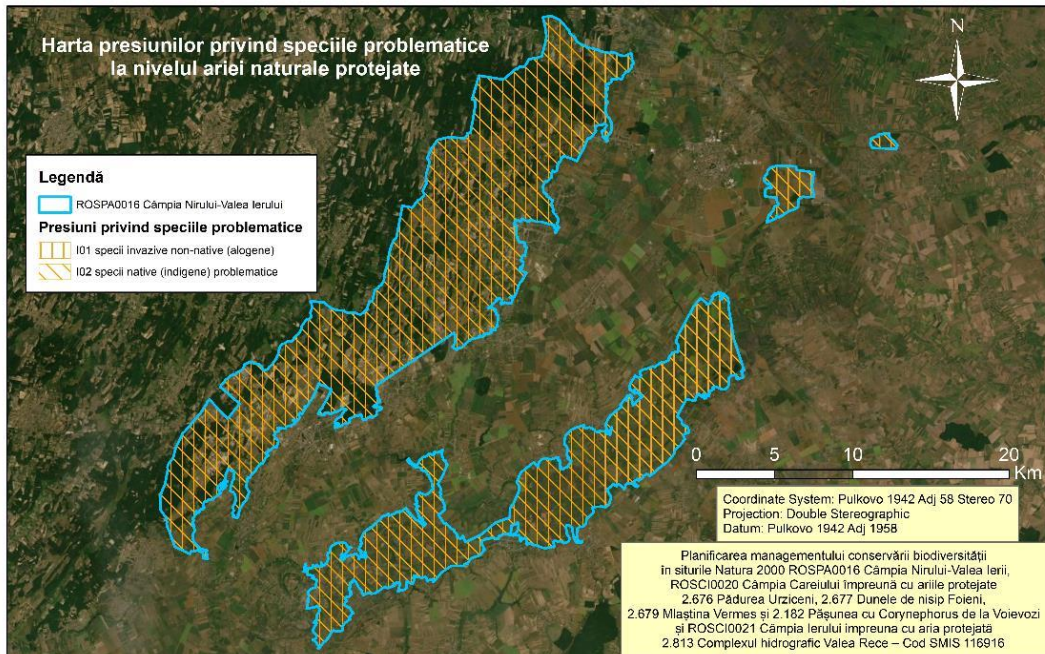 Harta presiunilor privind speciile problematice
la nivelul ariei naturale protejate
N
Legendă
ROSPA0016 Câmpia Nirului-Valea Ierului
Presiuni privind speciile problematice
I01 specii invazive non-native (alogene)
I02 specii native (indigene) problematice
0 5 10 20
Km
Coordinate System: Pulkovo 1942 Adj 58 Stereo 70
Projection: Double Stereographic
Datum: Pulkovo 1942 Adj 1958
Planificarea managementului conservării biodiversității
în siturile Natura 2000 ROSPA0016 Câmpia Nirului-Valea Ierii,
ROSCI0020 Câmpia Careiului împreună cu ariile protejate
2.676 Pădurea Urziceni, 2.677 Dunele de nisip Foieni,
2.679 Mlaștina Vermes și 2.182 Pășunea cu Corynephorus de la Voievozi
și ROSCI0021 Câmpia Ierului împreuna cu aria protejată
2.813 Complexul hidrografic Valea Rece – Cod SMIS 116916